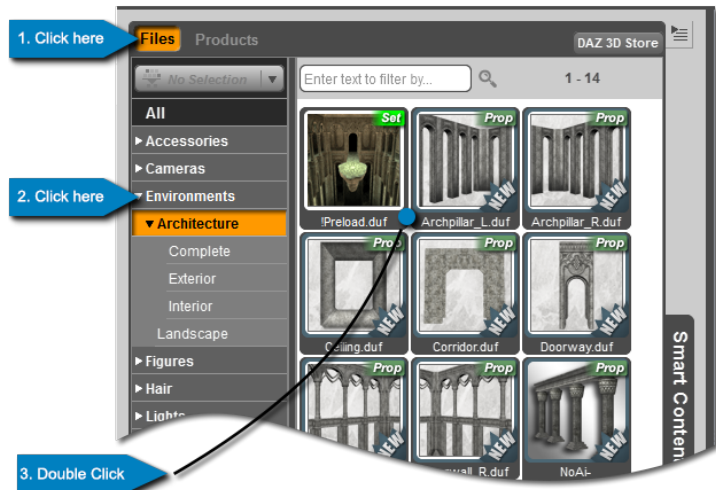 1. Click here
Files Products
DAZ 3D Store
No Selection
Enter text to filter by...
1 - 14
All
Accessories
Cameras
2. Click here
Environments
Architecture
Complete
Exterior
Interior
Landscape
Figures
Hair
Lights
Set
!Preload.duf
Prop
NEW
Archpillar_L.duf
Prop
NEW
Archpillar_R.duf
Prop
NEW
Ceiling.duf
Prop
NEW
Corridor.duf
Prop
NEW
Doorway.duf
Prop
NEW
Prop
NEW
wall_R.duf
Prop
NEW
NoAi-
Smart Conten
3. Double Click